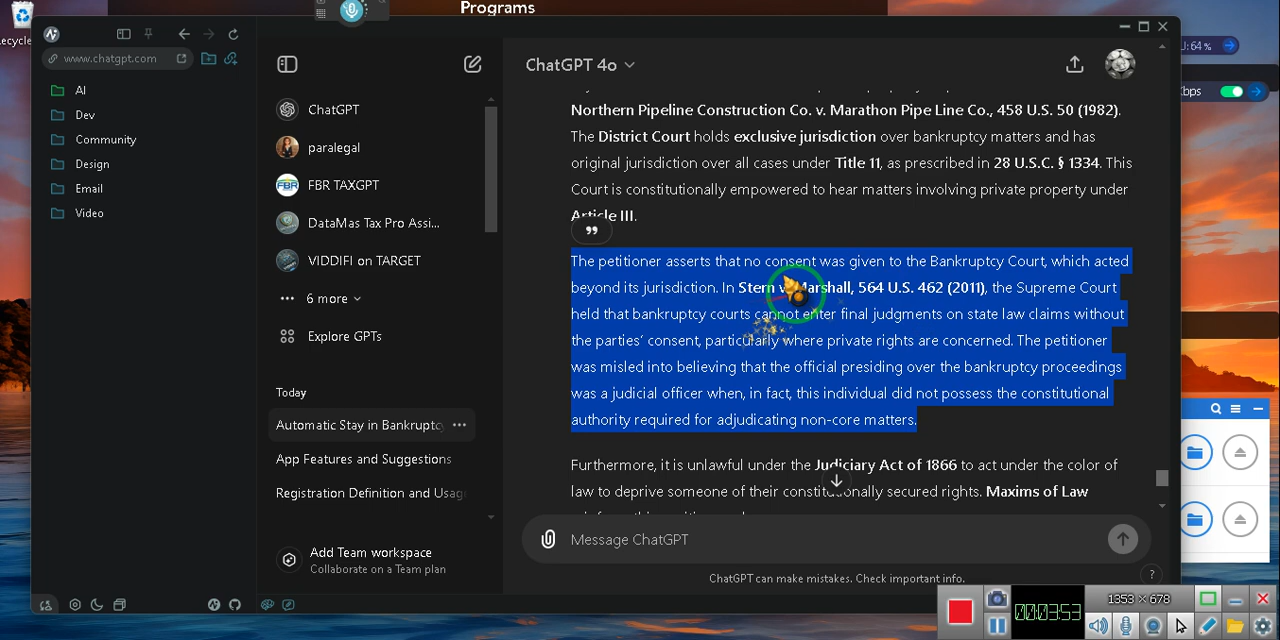 Programs
www.chatgpt.com
AI
Dev
Community
Design
Email
Video
ChatGPT
paralegal
FBR TAXGPT
DataMas Tax Pro Assi...
VIDDIFI on TARGET
6 more
Explore GPTs
Today
Automatic Stay in Bankruptc
App Features and Suggestions
Registration Definition and Usag
Add Team workspace
Collaborate on a Team plan
ChatGPT 4o
Northern Pipeline Construction Co. v. Marathon Pipe Line Co., 458 U.S. 50 (1982).
The District Court holds exclusive jurisdiction over bankruptcy matters and has
original jurisdiction over all cases under Title 11, as prescribed in 28 U.S.C. § 1334. This
Court is constitutionally empowered to hear matters involving private property under
Article III.
The petitioner asserts that no consent was given to the Bankruptcy Court, which acted
beyond its jurisdiction. In Stern v. Marshall, 564 U.S. 462 (2011), the Supreme Court
held that bankruptcy courts cannot enter final judgments on state law claims without
the parties’ consent, particularly where private rights are concerned. The petitioner
was misled into believing that the official presiding over the bankruptcy proceedings
was a judicial officer when, in fact, this individual did not possess the constitutional
authority required for adjudicating non-core matters.
Furthermore, it is unlawful under the Judiciary Act of 1866 to act under the color of
law to deprive someone of their constitutionally secured rights. Maxims of Law
Message ChatGPT
ChatGPT can make mistakes. Check important info.
?
U: 64%
bps
1353 × 678
00:03:53